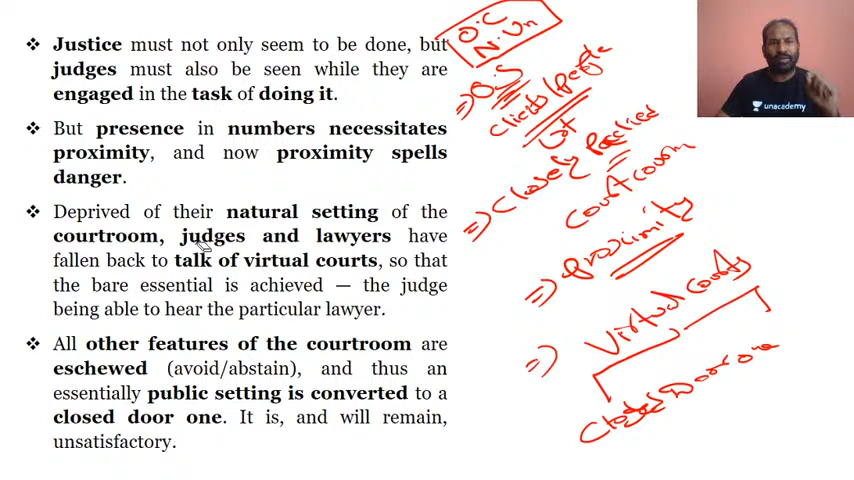 ❖ Justice must not only seem to be done, but
judges must also be seen while they are
engaged in the task of doing it.
❖ But presence in numbers necessitates
proximity, and now proximity spells
danger.
❖ Deprived of their natural setting of the
courtroom, judges and lawyers have
fallen back to talk of virtual courts, so that
the bare essential is achieved — the judge
being able to hear the particular lawyer.
❖ All other features of the courtroom are
eschewed (avoid/abstain), and thus an
essentially public setting is converted to a
closed door one. It is, and will remain,
unsatisfactory.
O.C
N.Un
⇒ O.S
clients/people
⇒ Closely Packed
⇒ Proximity
⇒ Virtual Courts
Closed Door one
unacademy